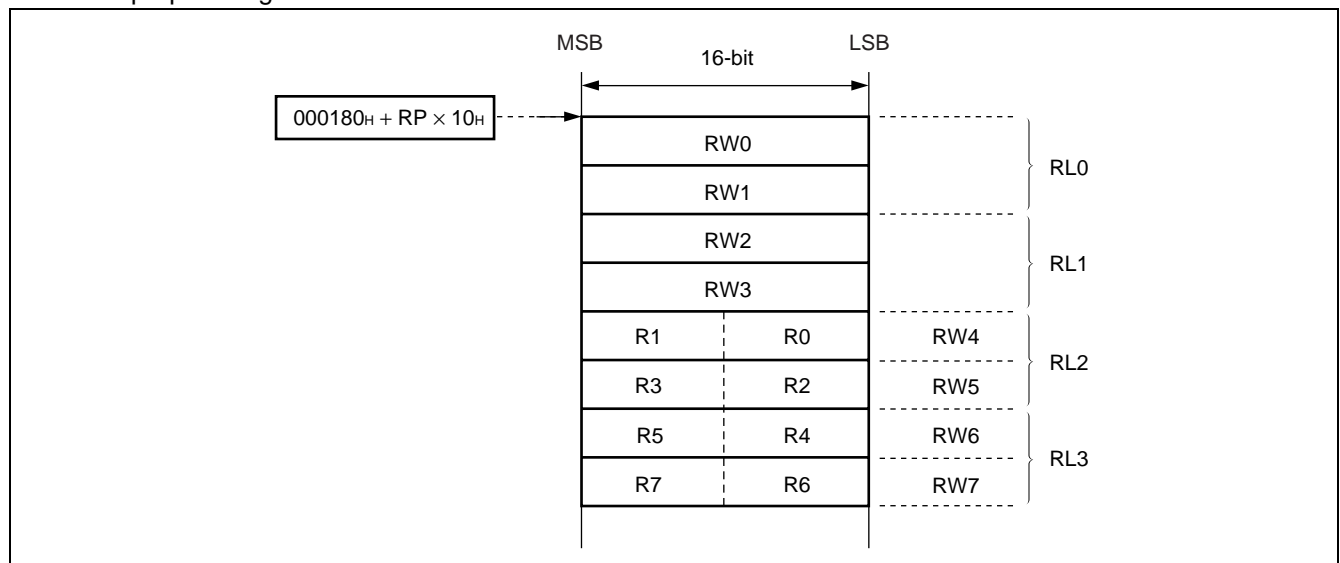 MSB LSB
16-bit
000180H + RP × 10H
RW0
RL0
RW1
RW2
RL1
RW3
R1 R0 RW4
RL2
R3 R2 RW5
R5 R4 RW6
RL3
R7 R6 RW7